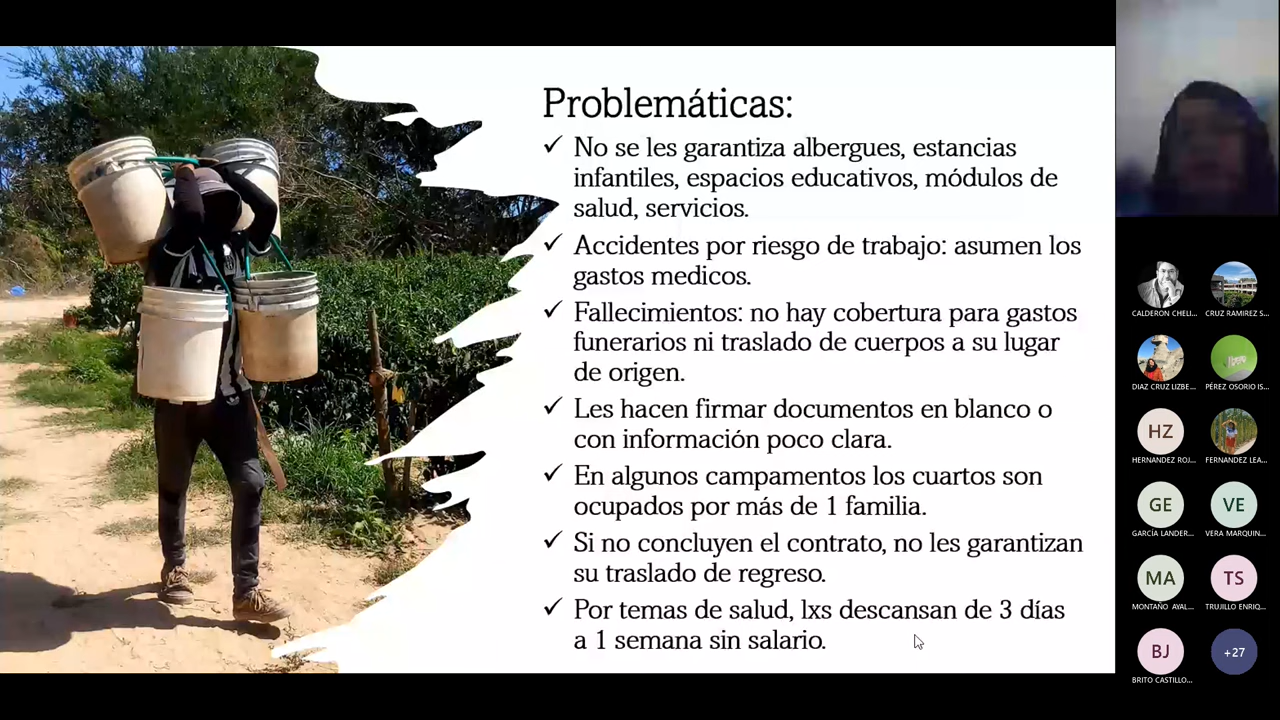 Problemáticas:
✓ No se les garantiza albergues, estancias
infantiles, espacios educativos, módulos de
salud, servicios.
✓ Accidentes por riesgo de trabajo: asumen los
gastos medicos.
✓ Fallecimientos: no hay cobertura para gastos
funerarios ni traslado de cuerpos a su lugar
de origen.
✓ Les hacen firmar documentos en blanco o
con información poco clara.
✓ En algunos campamentos los cuartos son
ocupados por más de 1 familia.
✓ Si no concluyen el contrato, no les garantizan
su traslado de regreso.
✓ Por temas de salud, lxs descansan de 3 días
a 1 semana sin salario.
CALDERON CHELI...
CRUZ RAMIREZ S...
DIAZ CRUZ LIZBE...
PÉREZ OSORIO IS...
HZ
HERNANDEZ ROJ...
FERNANDEZ LEA...
GE
GARCÍA LANDER...
VE
VERA MARQUIN...
MA
MONTAÑO AYAL...
TS
TRUJILLO ENRIQ...
BJ
BRITO CASTILLO...
+27